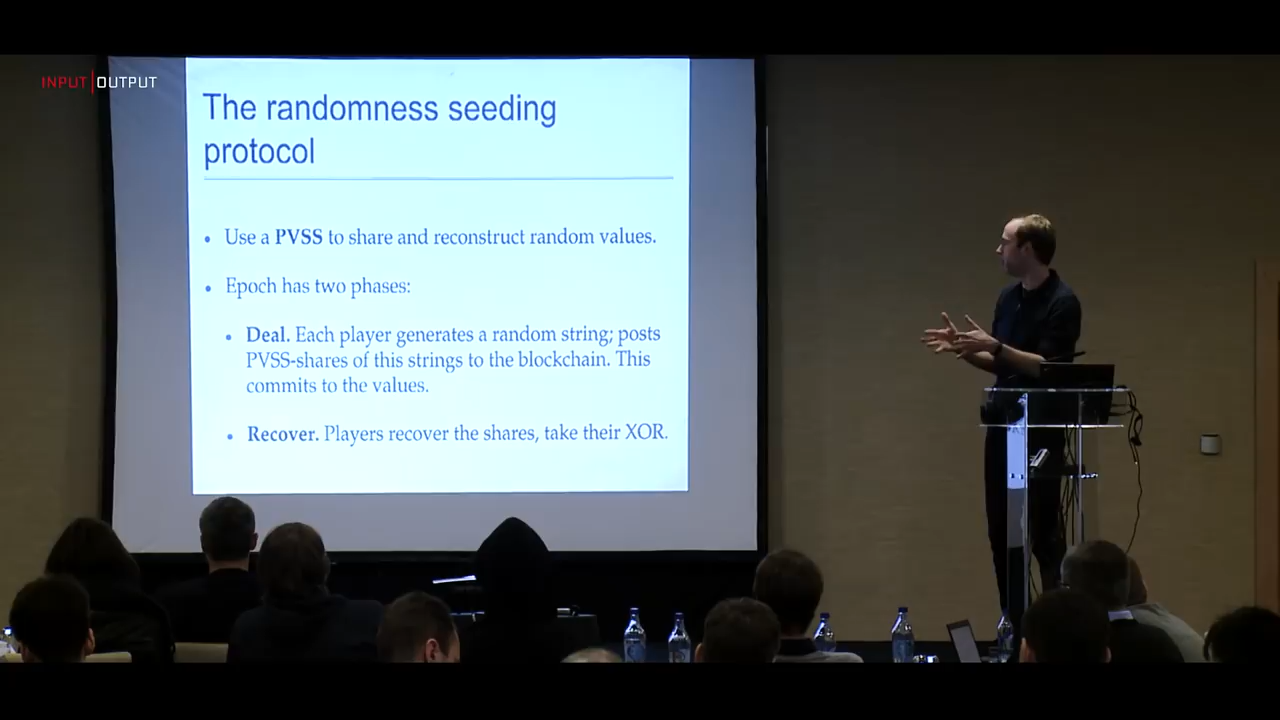 INPUT|OUTPUT
The randomness seeding
protocol
• Use a PVSS to share and reconstruct random values.
• Epoch has two phases:
• Deal. Each player generates a random string; posts
PVSS-shares of this strings to the blockchain. This
commits to the values.
• Recover. Players recover the shares, take their XOR.